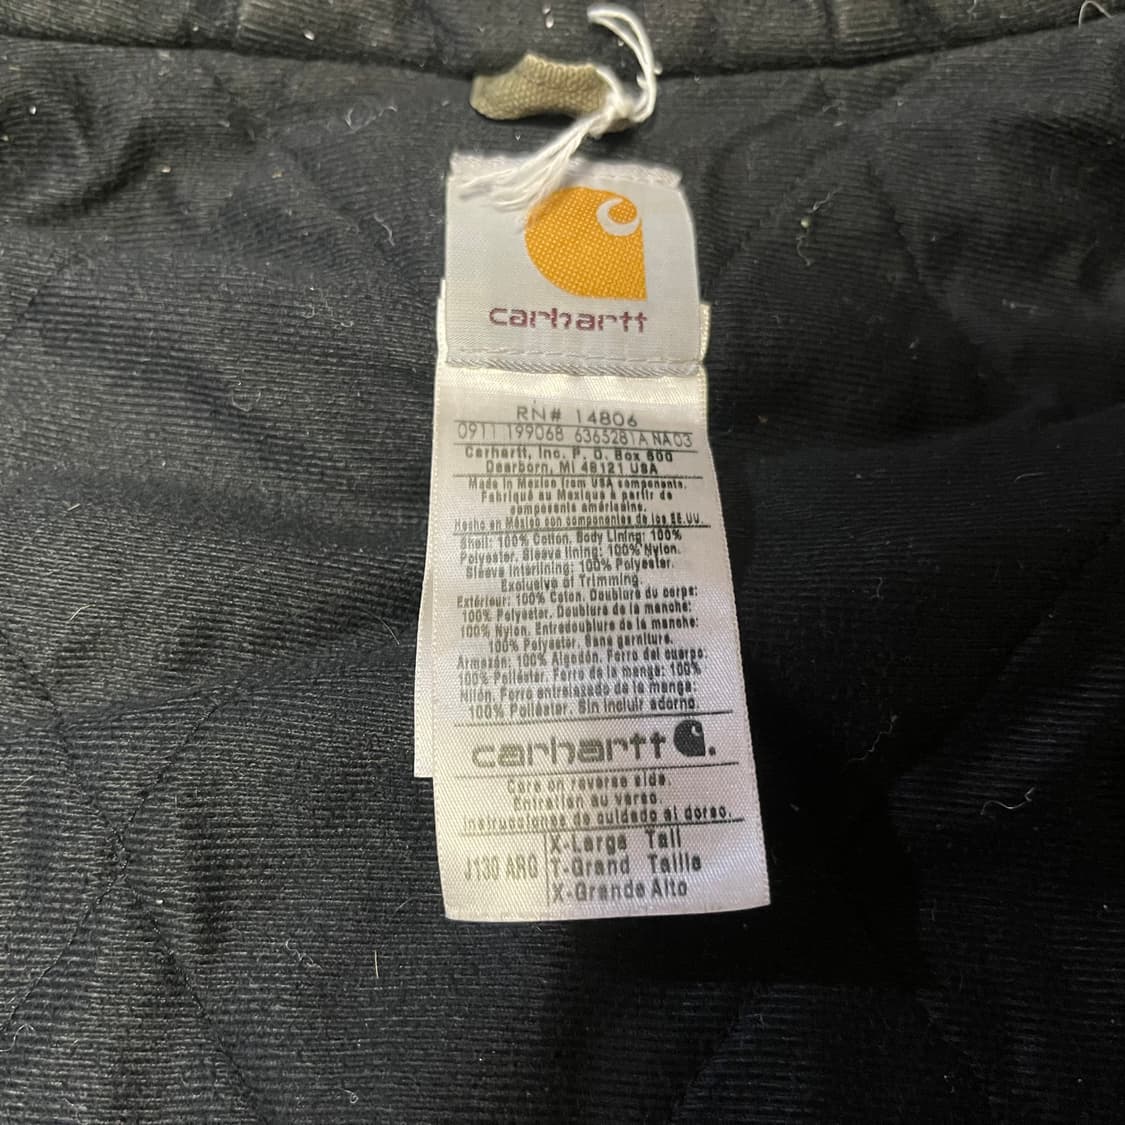 carhartt
RN# 14806
0911 199068 6365281A NA03
Carhartt, Inc. P. O. Box 600
Dearborn, MI 48121 USA
Made in Mexico from USA components.
Fabriqué au Mexique à partir de
composants américains.
Hecho en México con componentes de los EE.UU.
Shell: 100% Cotton. Body Lining: 100%
Polyester. Sleeve lining: 100% Nylon.
Sleeve Interlining: 100% Polyester.
Exclusive of Trimming.
Extérieur: 100% Coton. Doublure du corps:
100% Polyester. Doublure de la manche:
100% Nylon. Entredoublure de la manche:
100% Polyester. Sans garniture.
Armazón: 100% Algodón. Forro del cuerpo:
100% Poliéster. Forro de la manga: 100%
Nilón. Forro entrelazado de la manga:
100% Poliéster. Sin incluir adorno.
carhartt
Care on reverse side.
Entretien au verso.
Instrucciones de cuidado al dorso.
J130 ARG
X-Large Tall
T-Grand Taille
X-Grande Alto